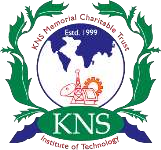 KNS Memorial Charitable Trust
Estd. 1999
KNS
Institute of Technology